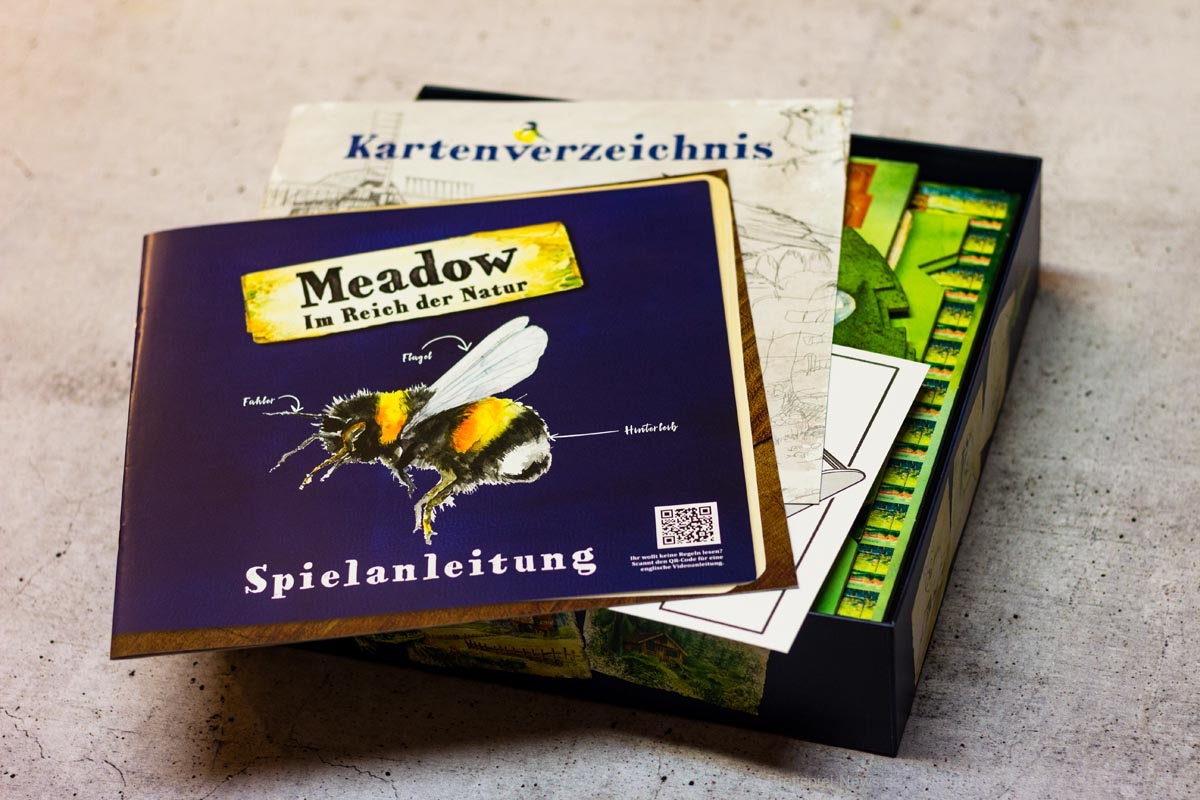 Kartenverzeichnis
Meadow
Im Reich der Natur
Flügel
Fühler
Hinterleib
Ihr wollt keine Regeln lesen?
Scannt den QR-Code für eine
englische Videoanleitung.
Spielanleitung